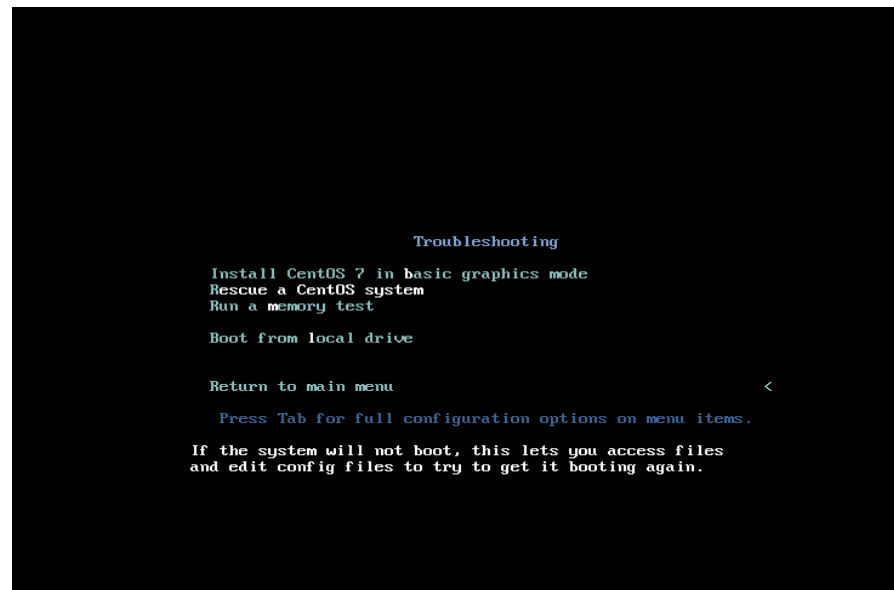 Troubleshooting
Install CentOS 7 in basic graphics mode
Rescue a CentOS system
Run a memory test
Boot from local drive
Return to main menu <
Press Tab for full configuration options on menu items.
If the system will not boot, this lets you access files
and edit config files to try to get it booting again.